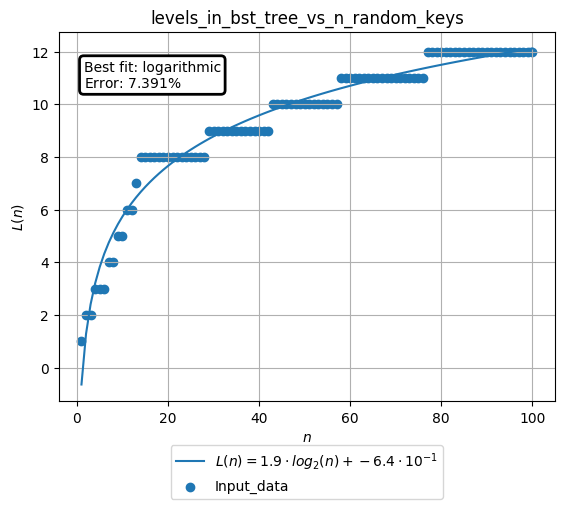 levels_in_bst_tree_vs_n_random_keys
Best fit: logarithmic
Error: 7.391%
12
10
8
6
4
2
0
L(n)
0 20 40 60 80 100
n
L(n) = 1.9 · log₂(n) + −6.4 · 10⁻¹
Input_data